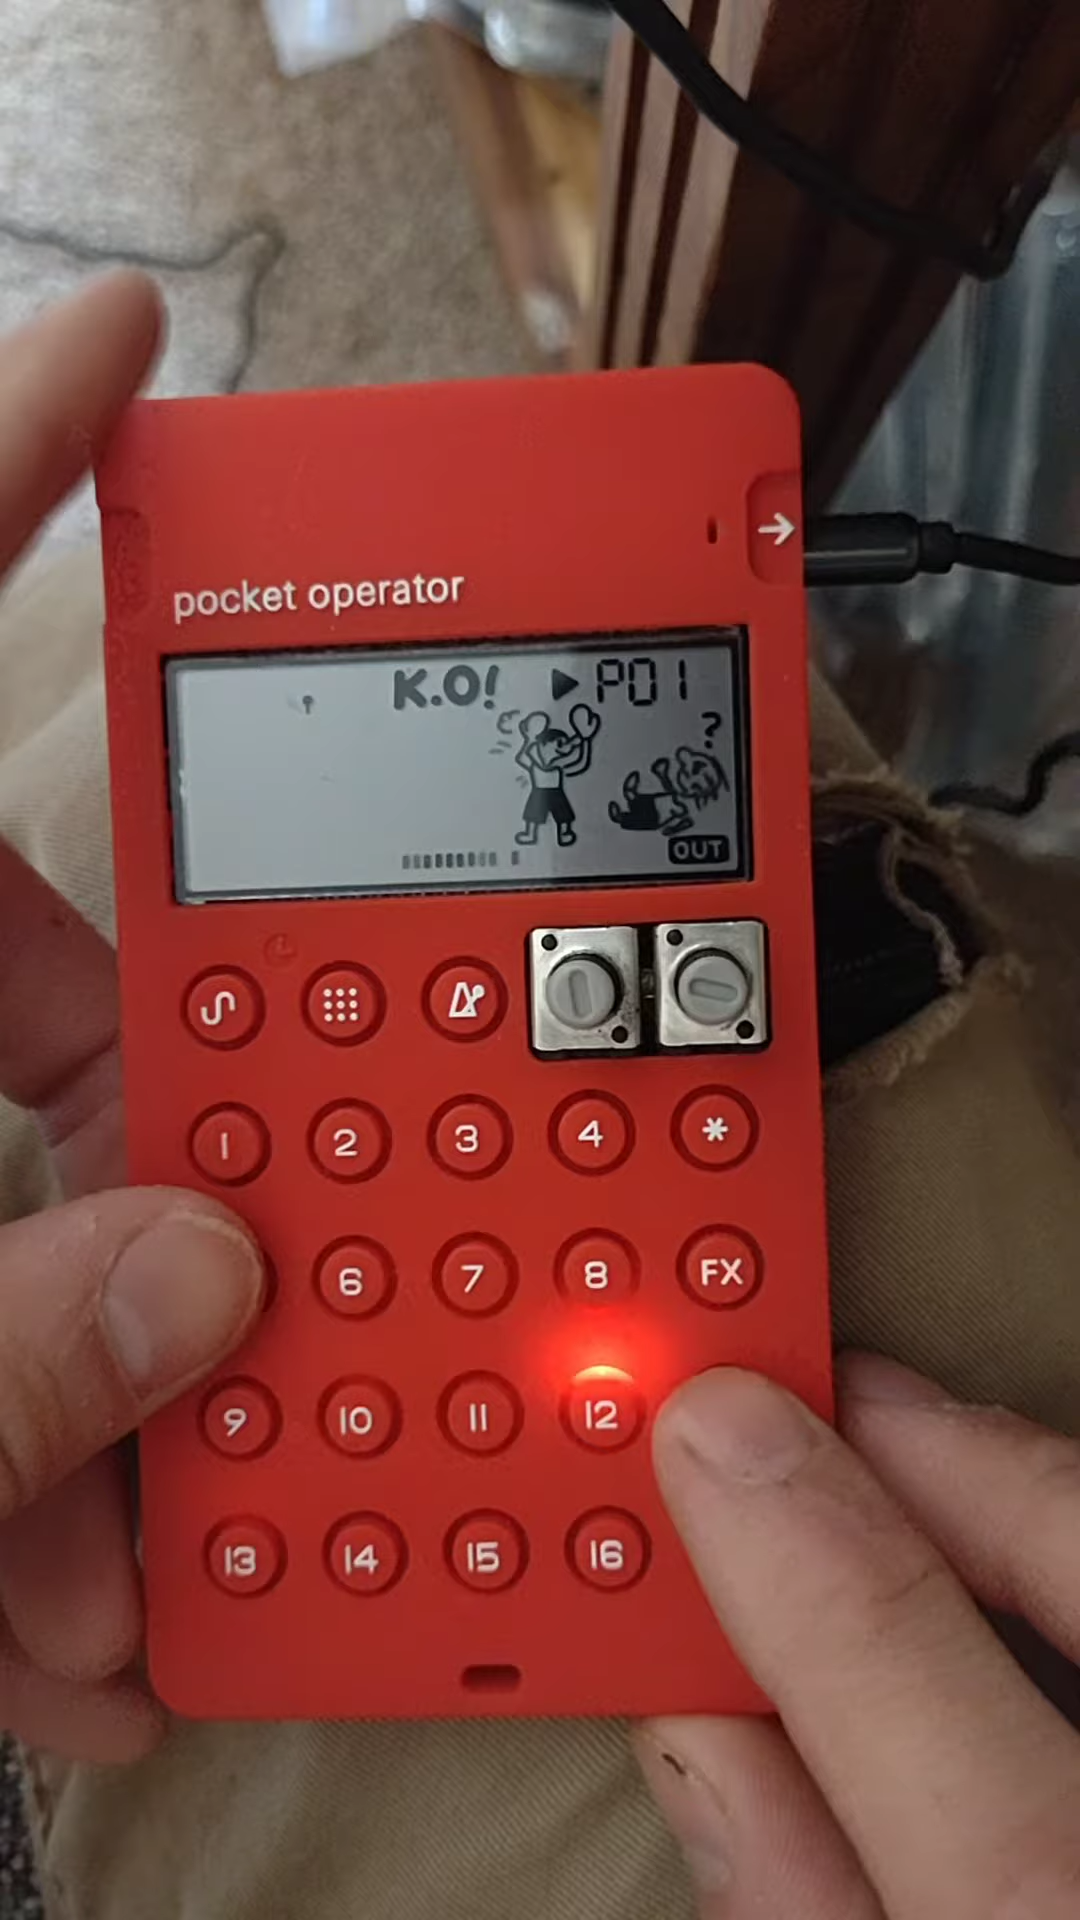 →
pocket operator
K.O! ▶ P01
?
OUT
1 2 3 4 *
6 7 8 FX
9 10 11 12
13 14 15 16